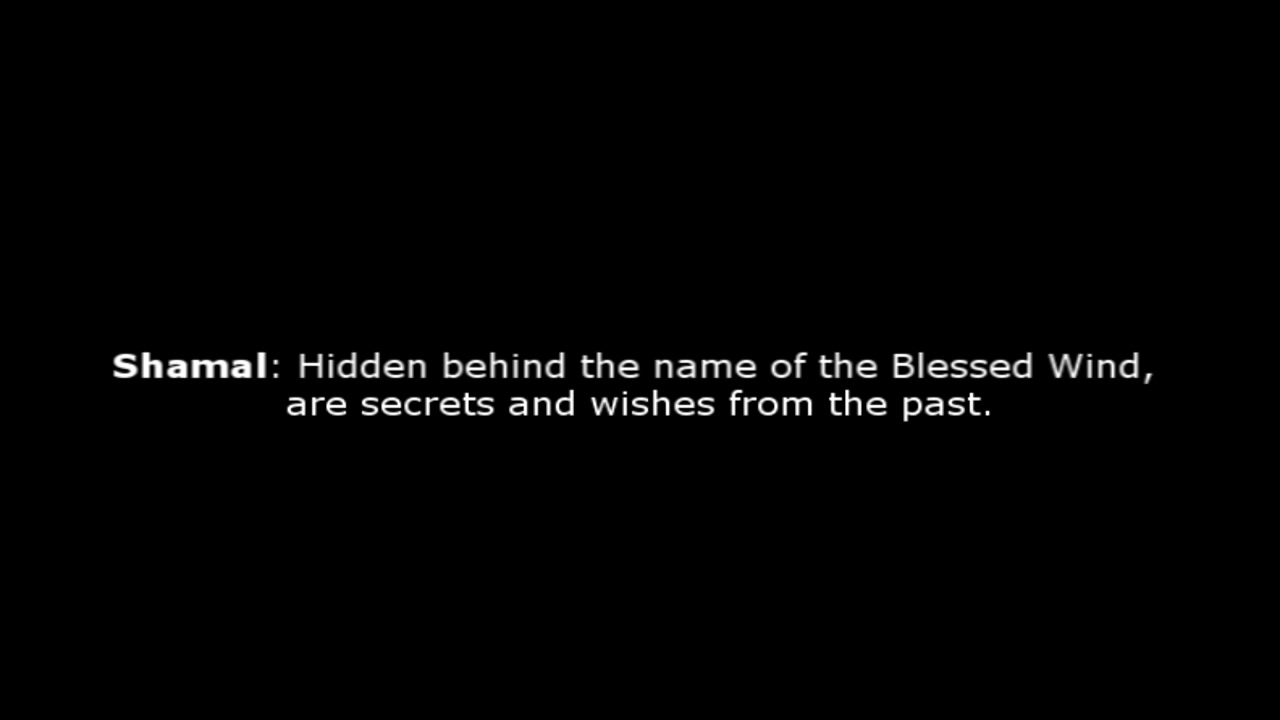 Shamal: Hidden behind the name of the Blessed Wind,
are secrets and wishes from the past.